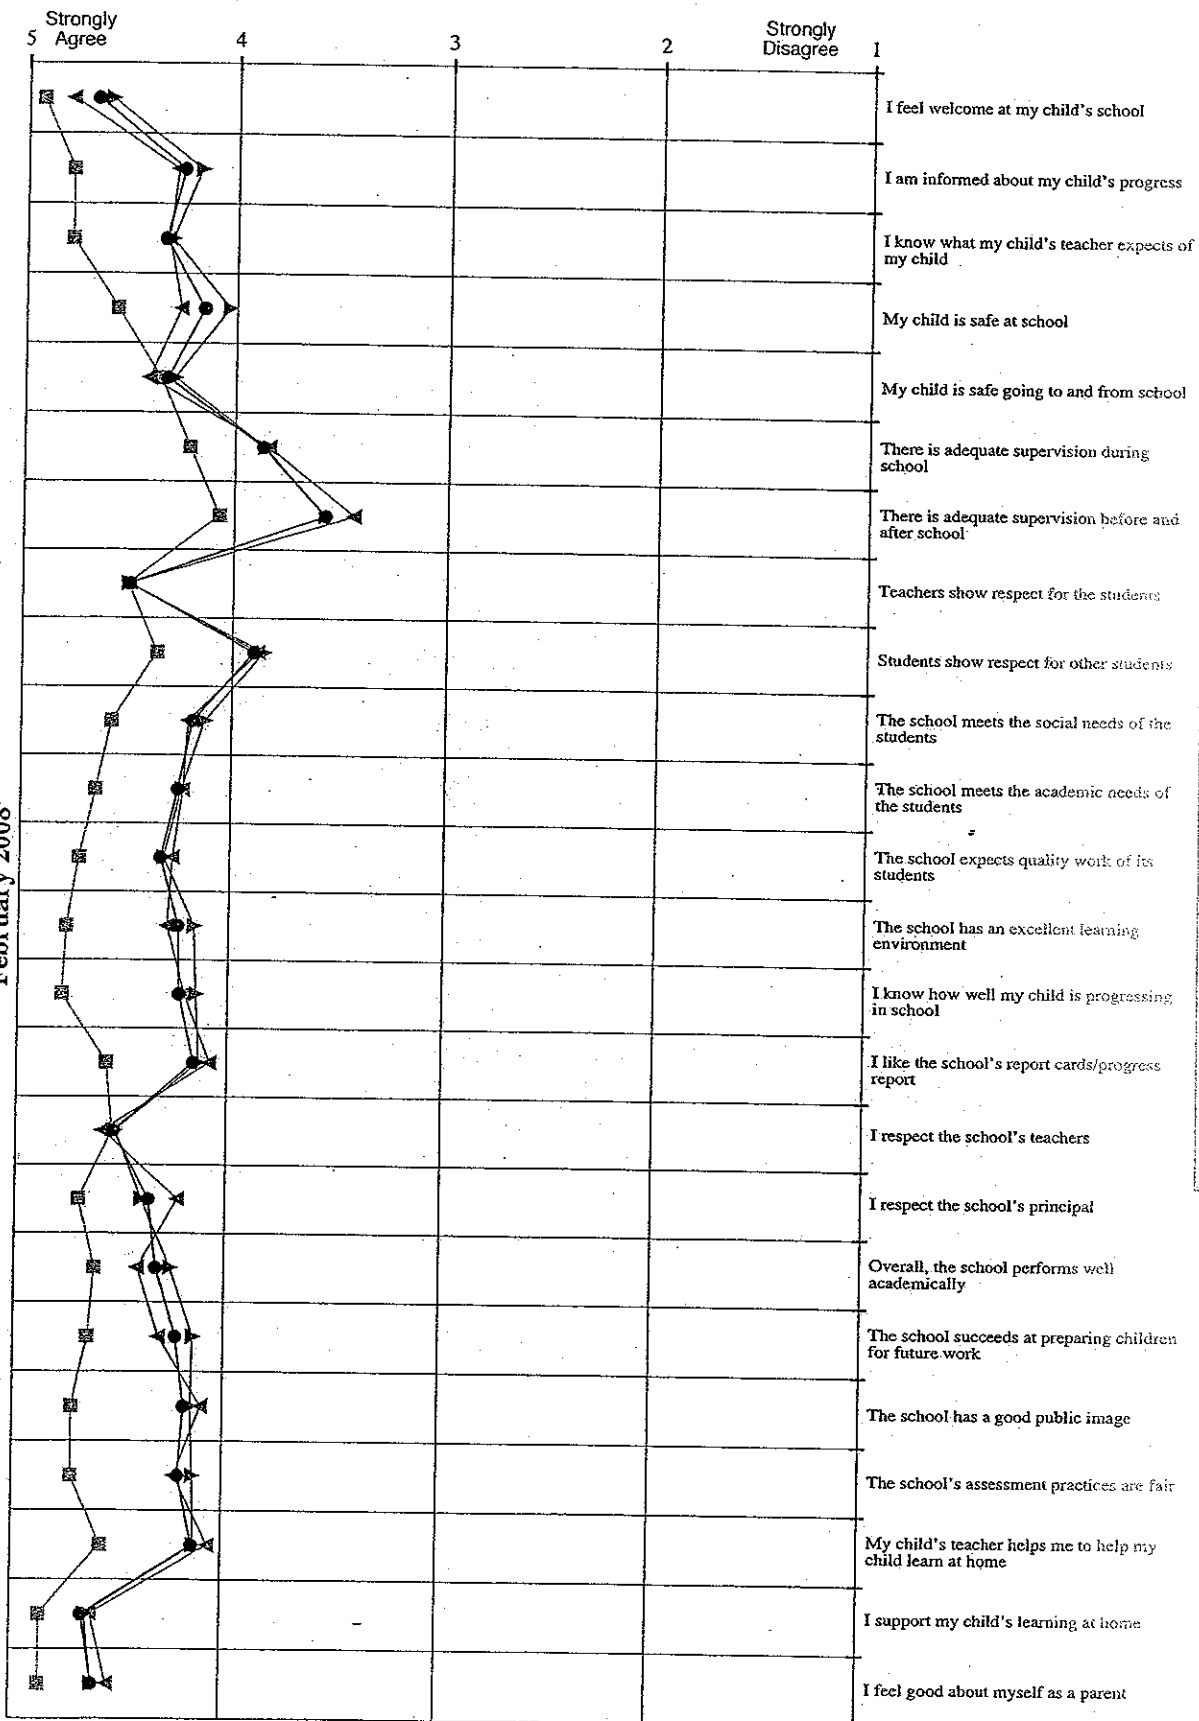 Strongly
Agree
Strongly
Disagree
5
4
3
2
1
I feel welcome at my child's school
I am informed about my child's progress
I know what my child's teacher expects of
my child
My child is safe at school
My child is safe going to and from school
There is adequate supervision during
school
There is adequate supervision before and
after school
Teachers show respect for the students
Students show respect for other students
The school meets the social needs of the
students
The school meets the academic needs of
the students
The school expects quality work of its
students
The school has an excellent learning
environment
I know how well my child is progressing
in school
I like the school's report cards/progress
report
I respect the school's teachers
I respect the school's principal
Overall, the school performs well
academically
The school succeeds at preparing children
for future work
The school has a good public image
The school's assessment practices are fair
My child's teacher helps me to help my
child learn at home
I support my child's learning at home
I feel good about myself as a parent
February 2008